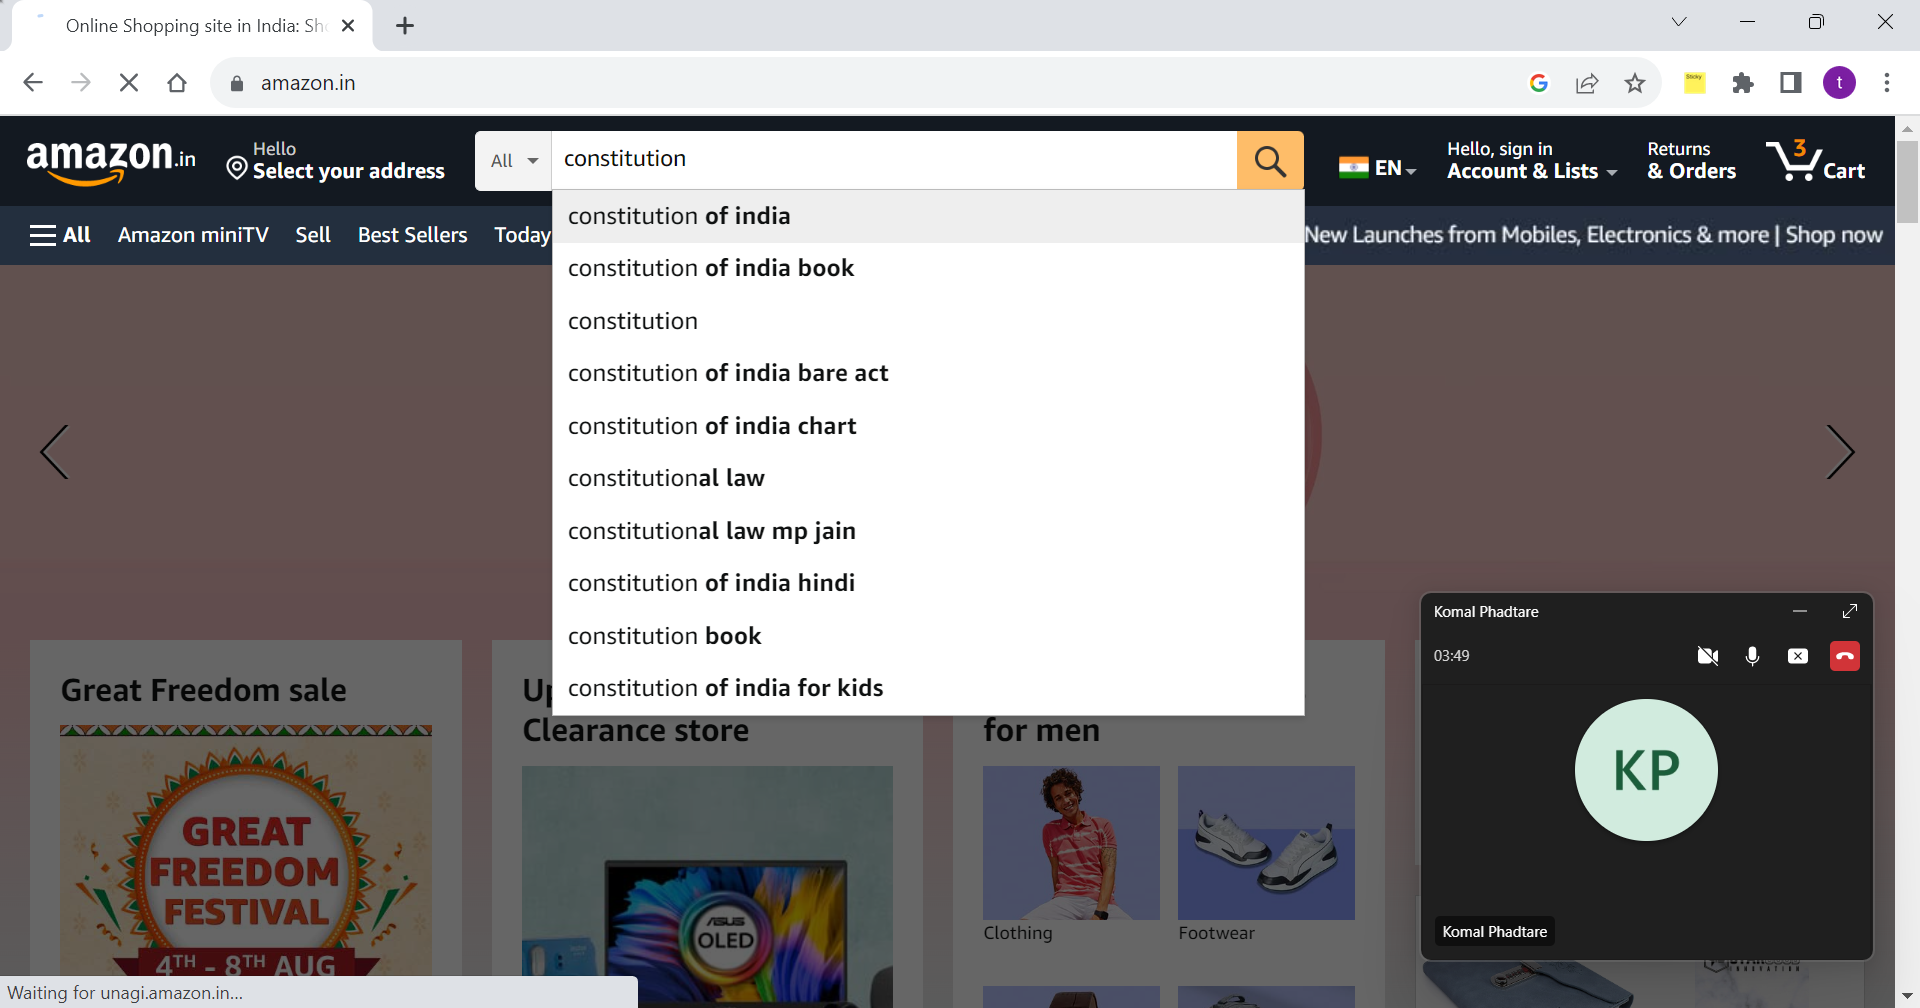 Online Shopping site in India: Sh
amazon.in
Sticky
t
amazon.in
Hello
Select your address
All
constitution
EN
Hello, sign in
Account & Lists
Returns
& Orders
3
Cart
All
Amazon miniTV
Sell
Best Sellers
Today
New Launches from Mobiles, Electronics & more | Shop now
constitution of india
constitution of india book
constitution
constitution of india bare act
constitution of india chart
constitutional law
constitutional law mp jain
constitution of india hindi
constitution book
constitution of india for kids
Great Freedom sale
Up
Clearance store
for men
GREAT
FREEDOM
FESTIVAL
4TH - 8TH AUG
ASUS
OLED
Clothing
Footwear
Komal Phadtare
03:49
KP
Komal Phadtare
INNOVATION
Waiting for unagi.amazon.in...